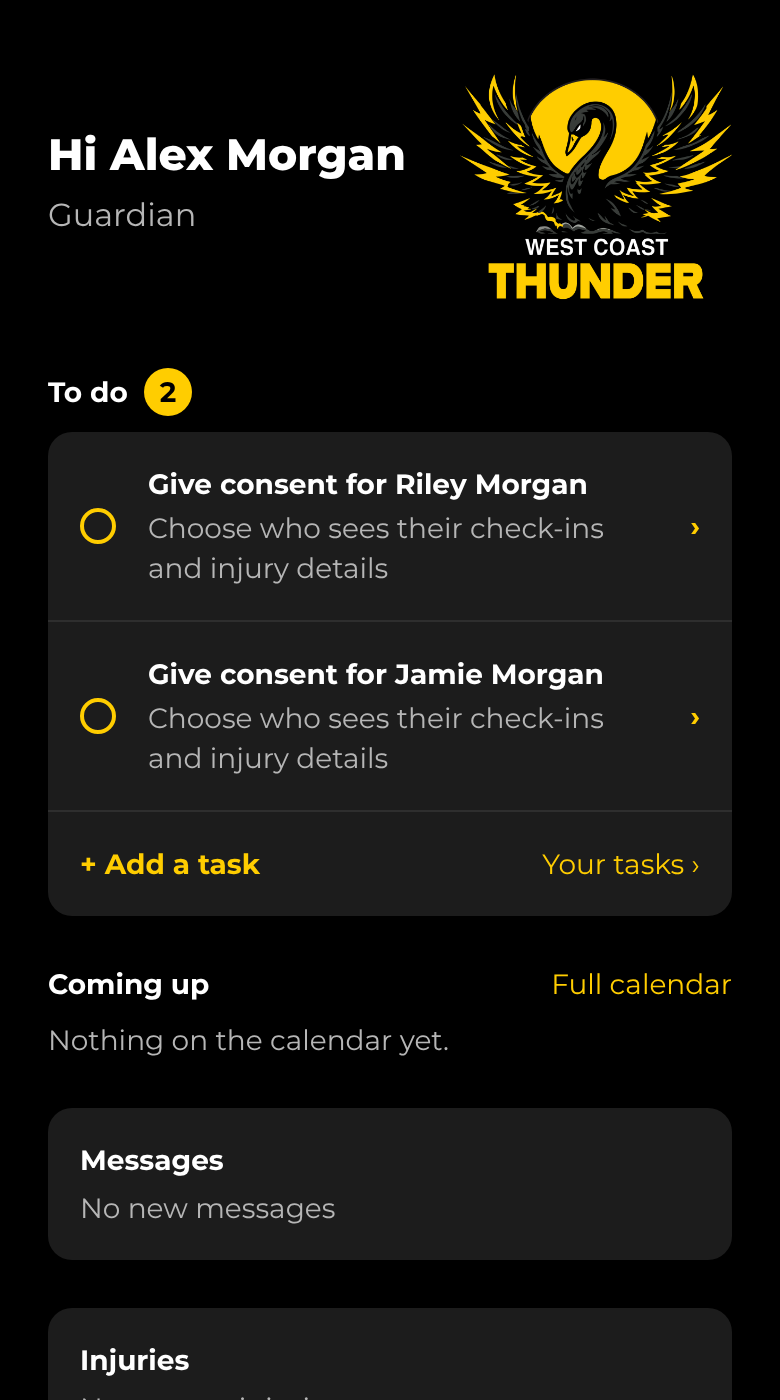 Hi Alex Morgan
Guardian
WEST COAST
THUNDER
To do 2
Give consent for Riley Morgan
Choose who sees their check-ins
and injury details
›
Give consent for Jamie Morgan
Choose who sees their check-ins
and injury details
›
+ Add a task
Your tasks ›
Coming up
Full calendar
Nothing on the calendar yet.
Messages
No new messages
Injuries